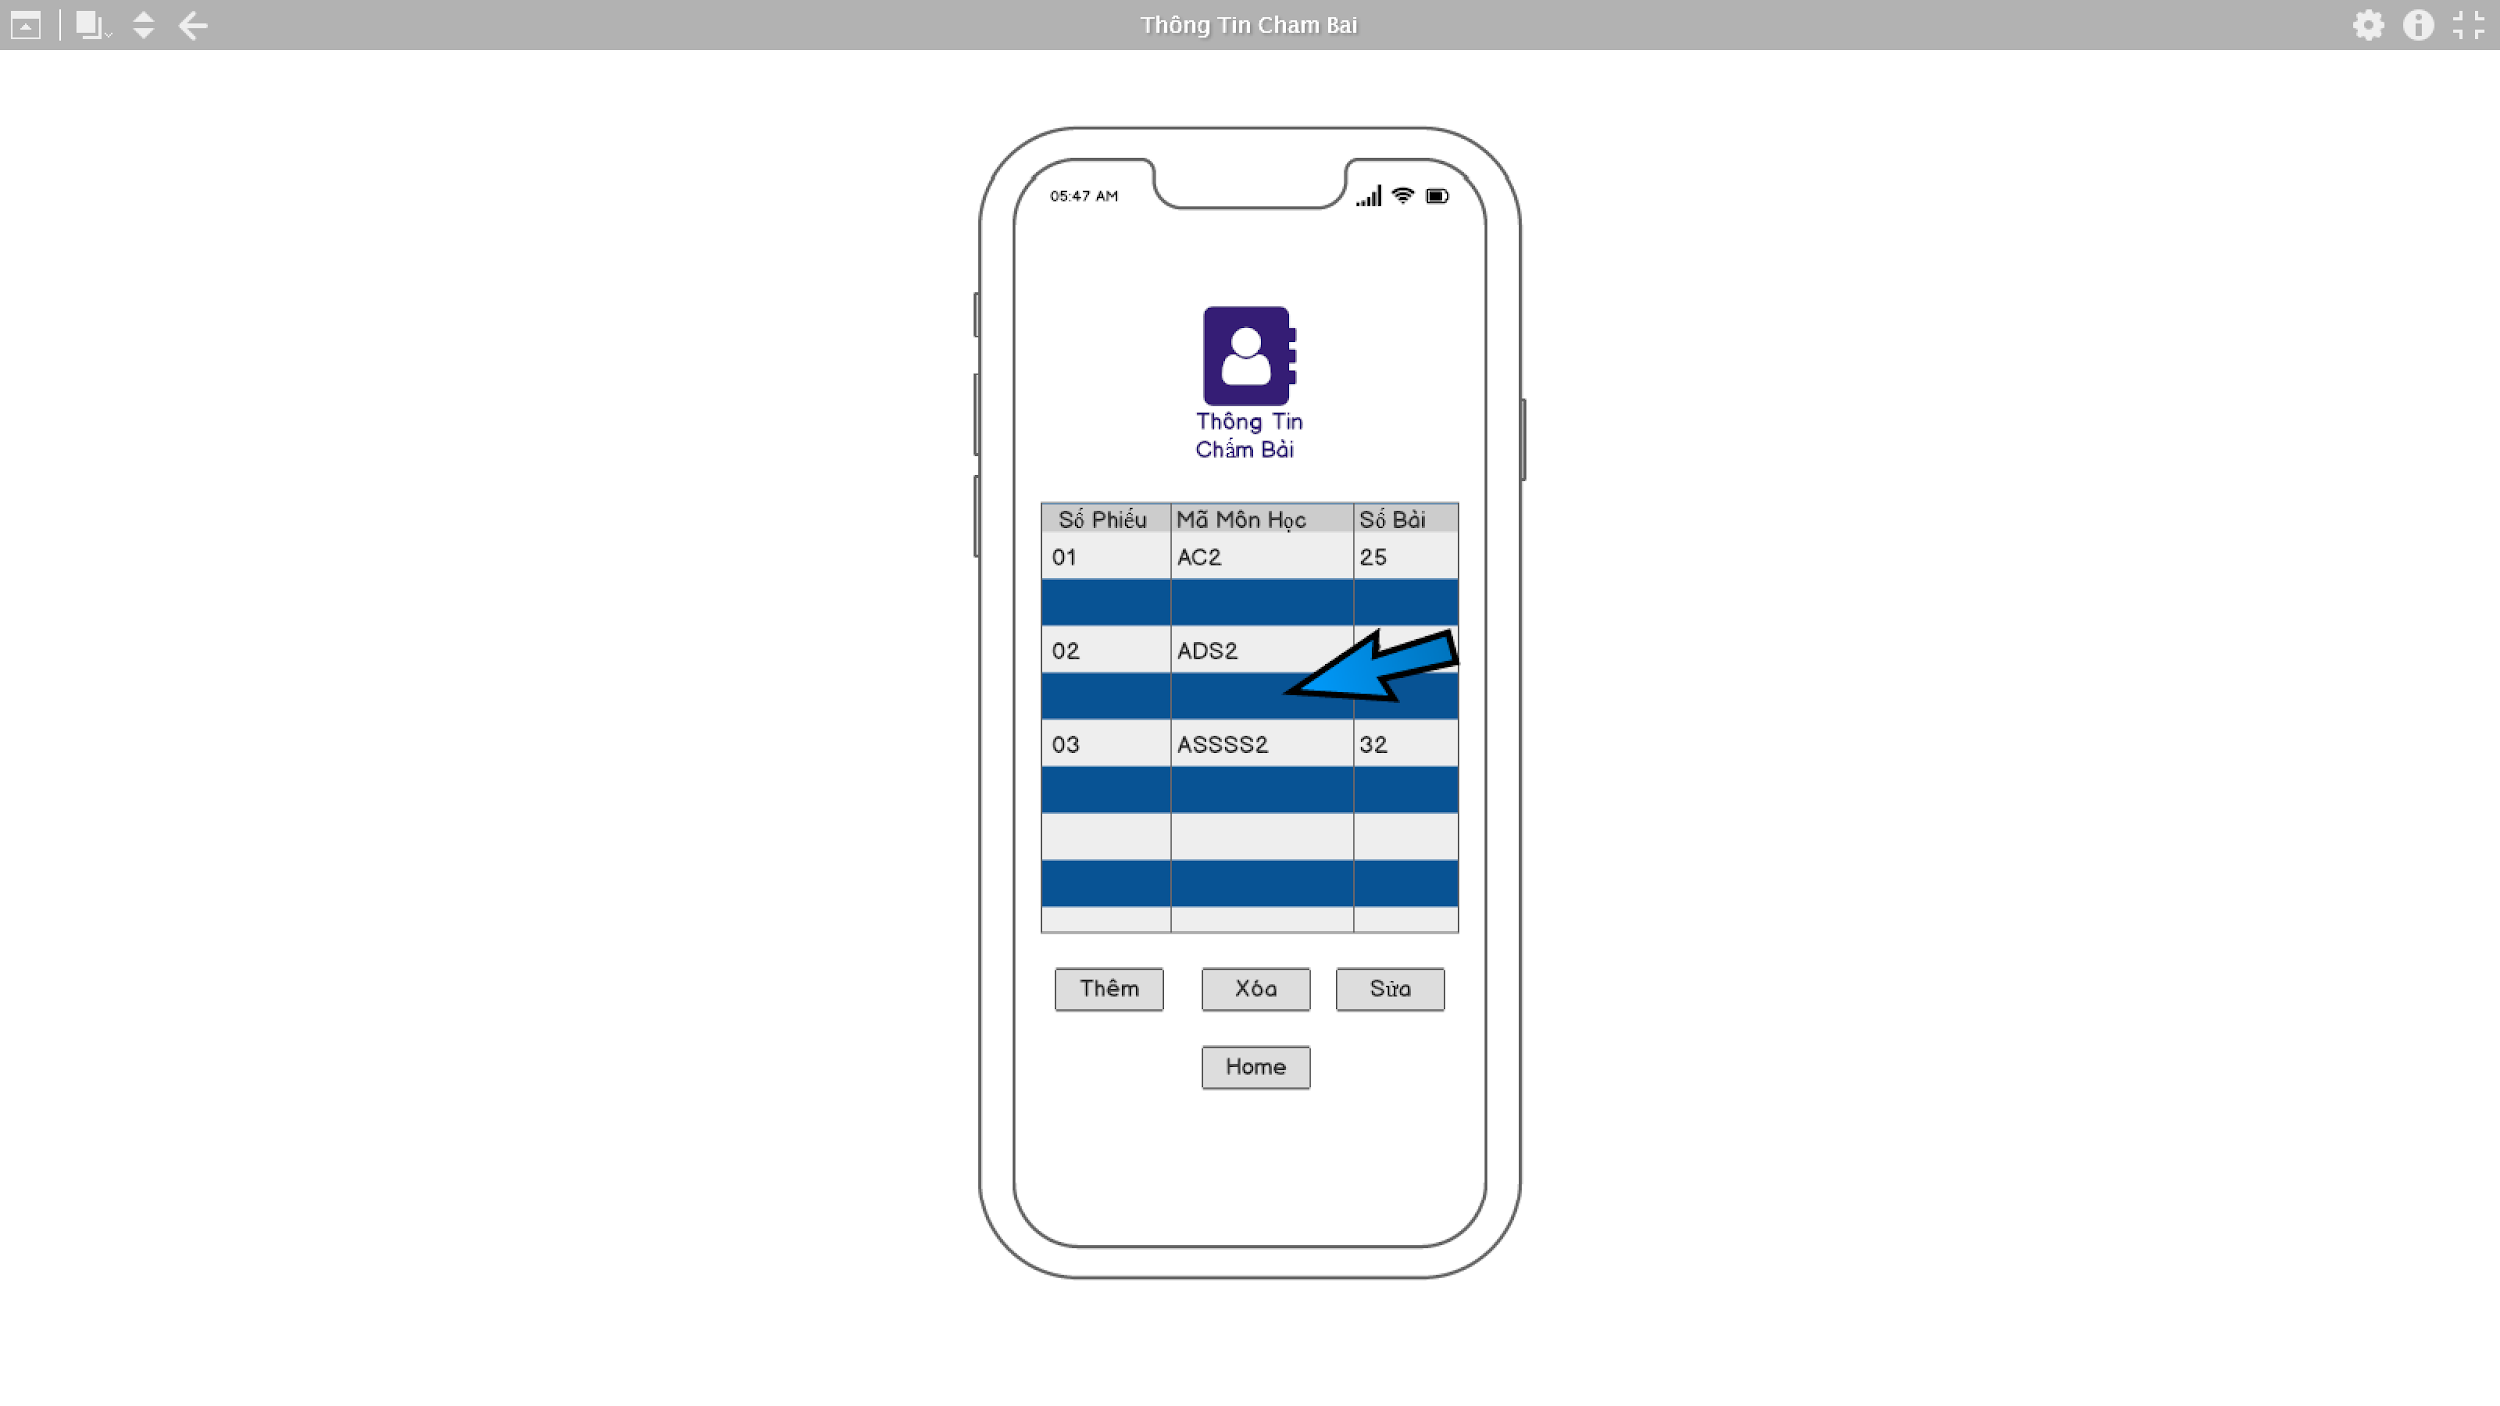 Thông Tin Cham Bai
05:47 AM
Thông Tin
Chấm Bài
Số Phiếu Mã Môn Học Số Bài
01 AC2 25
02 ADS2
03 ASSSS2 32
Thêm Xóa Sửa
Home